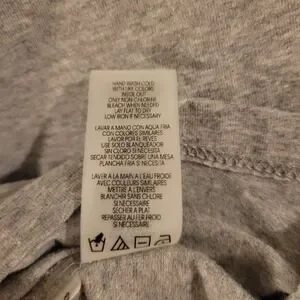 HAND WASH COLD
WITH LIKE COLORS
INSIDE OUT
ONLY NON-CHLORINE
BLEACH WHEN NEEDED
LAY FLAT TO DRY
LOW IRON IF NECESSARY
LAVAR A MANO CON AQUA FRIA
CON COLORES SIMILARES
LAVOR POR EL REVES
USE SOLO BLANQUEADOR
SIN CLORO SI NECESITA
SECAR TENDIDO SOBRE UNA MESA
PLANCHA FRIA SI NECESITA
LAVER A LA MAIN A L'EAU FROIDE
AVEC COULEURS SIMILAIRES
METTRE A L'ENVERS
BLANCHIR SANS CHLORE
SI NECESSAIRE
SECHER A PLAT
REPASSER AU FER FROID
SI NECESSAIRE